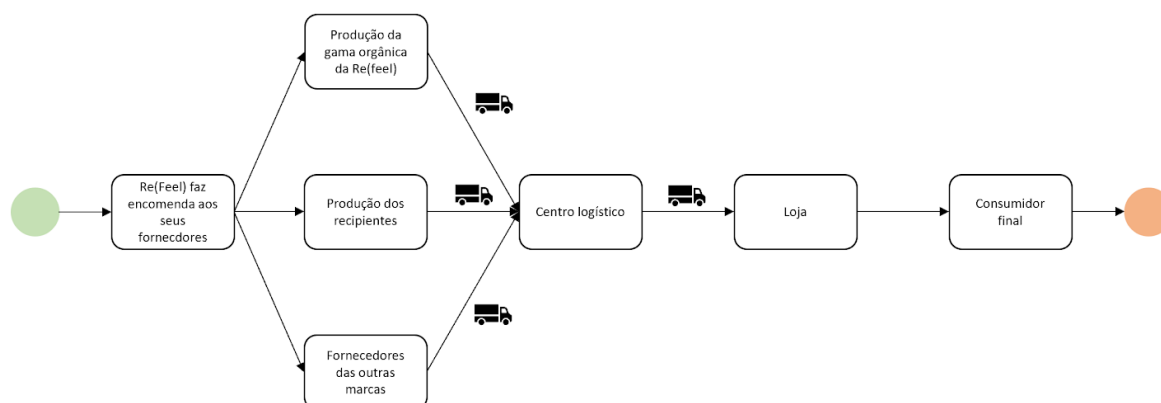 Produção da
gama orgânica
da Re(feel)
Re(Feel) faz
encomenda aos
seus
fornecdores
Produção dos
recipientes
Centro logístico
Loja
Consumidor
final
Fornecedores
das outras
marcas